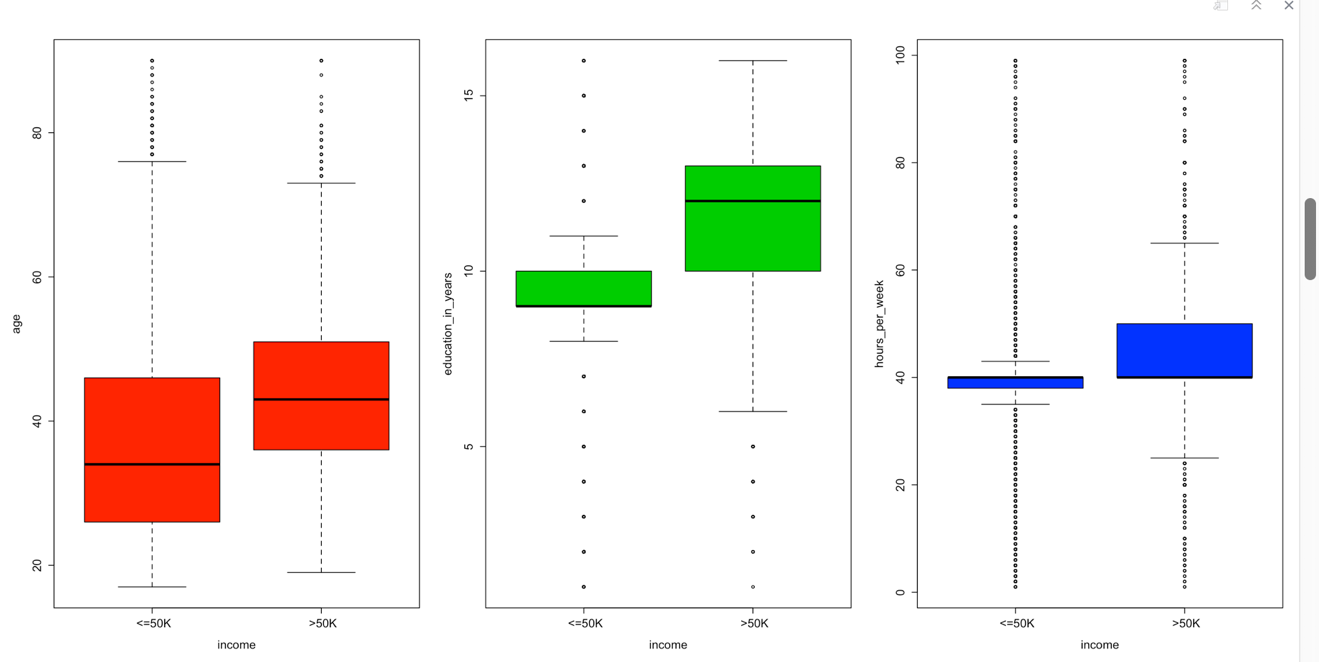 age
80
60
40
20
<=50K >50K
income
education_in_years
15
10
5
<=50K >50K
income
hours_per_week
100
80
60
40
20
0
<=50K >50K
income